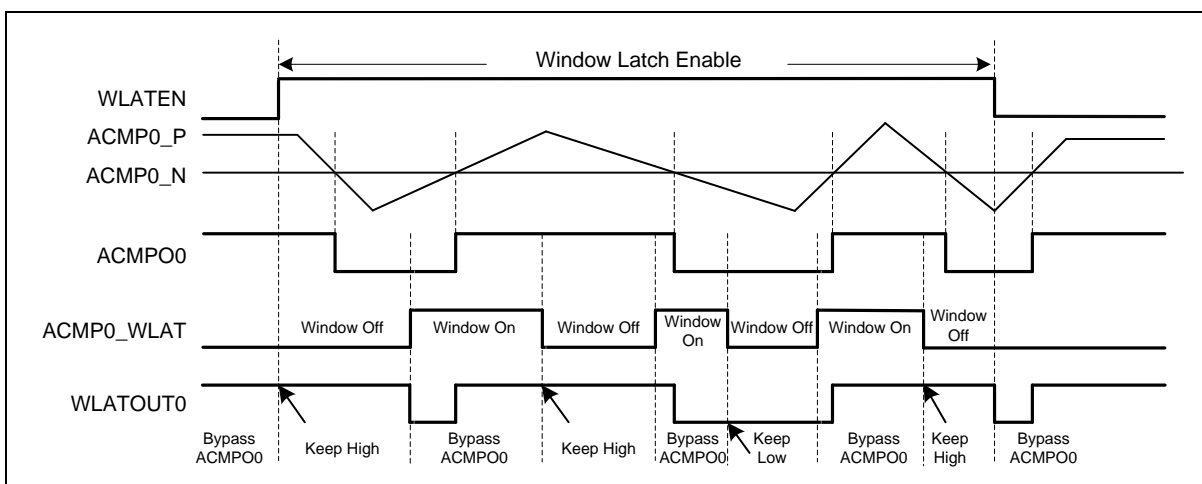 Window Latch Enable
WLATEN
ACMP0_P
ACMP0_N
ACMPO0
ACMP0_WLAT
Window Off
Window On
Window Off
Window
On
Window Off
Window On
Window
Off
WLATOUT0
Bypass
ACMPO0
Keep High
Bypass
ACMPO0
Keep High
Bypass
ACMPO0
Keep
Low
Bypass
ACMPO0
Keep
High
Bypass
ACMPO0